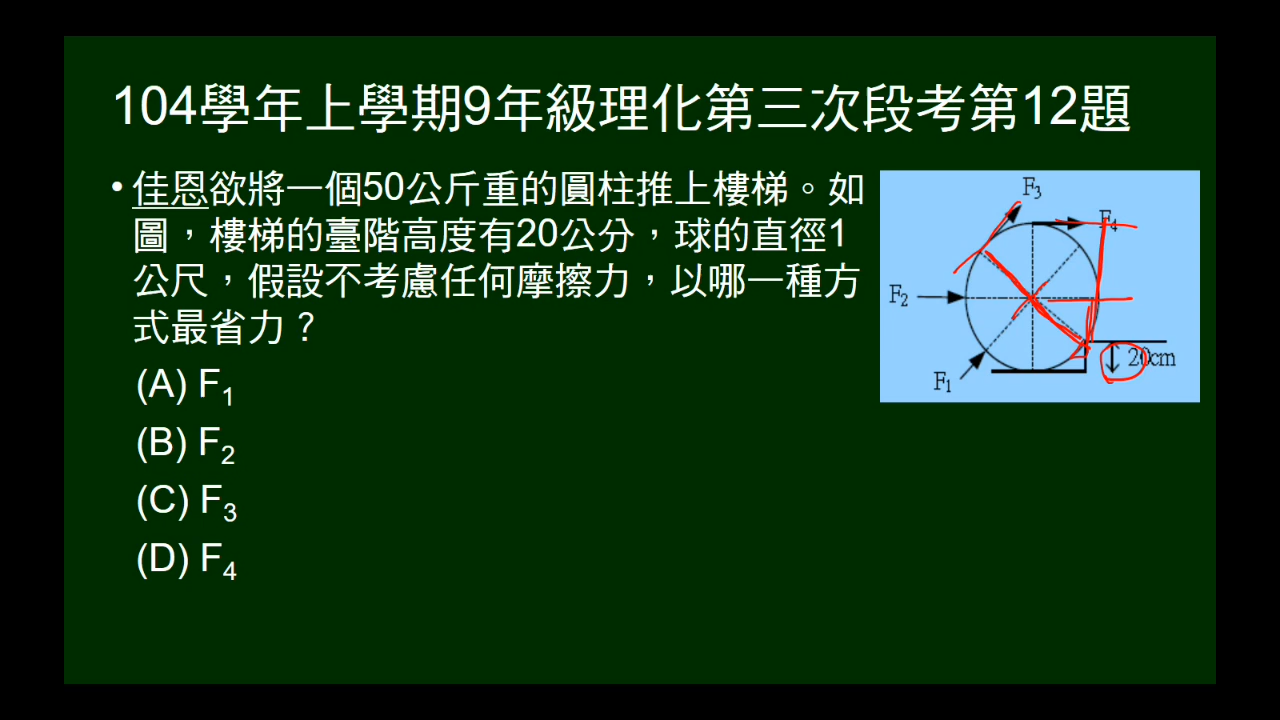 104學年上學期9年級理化第三次段考第12題
• 佳恩欲將一個50公斤重的圓柱推上樓梯。如
圖，樓梯的臺階高度有20公分，球的直徑1
公尺，假設不考慮任何摩擦力，以哪一種方
式最省力？
(A) F1
(B) F2
(C) F3
(D) F4
F3
F4
F2
20cm
F1